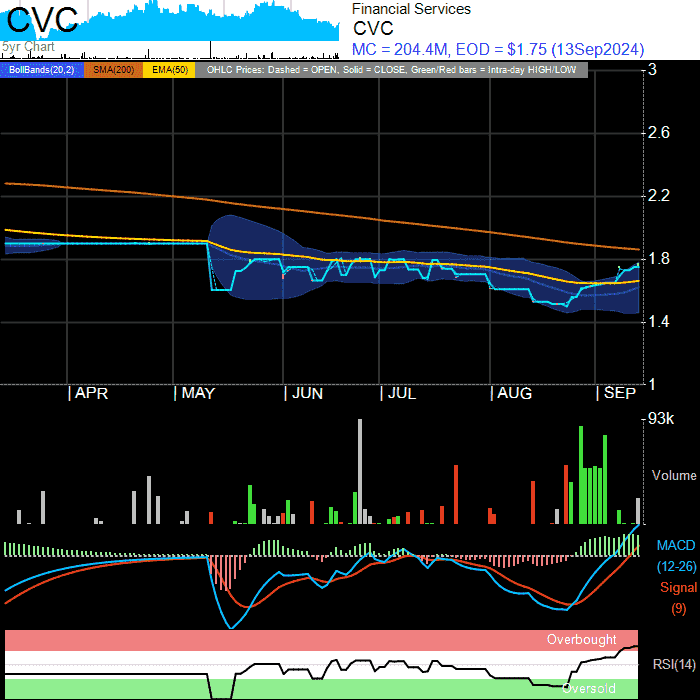 CVC
5yr Chart
Financial Services
CVC
MC = 204.4M, EOD = $1.75 (13Sep2024)
BollBands(20,2) SMA(200) EMA(50) OHLC Prices: Dashed = OPEN, Solid = CLOSE, Green/Red bars = Intra-day HIGH/LOW
3
2.6
2.2
1.8
1.4
1
| APR | MAY | JUN | JUL | AUG | SEP
93k
Volume
MACD
(12-26)
Signal
(9)
Overbought
RSI(14)
Oversold